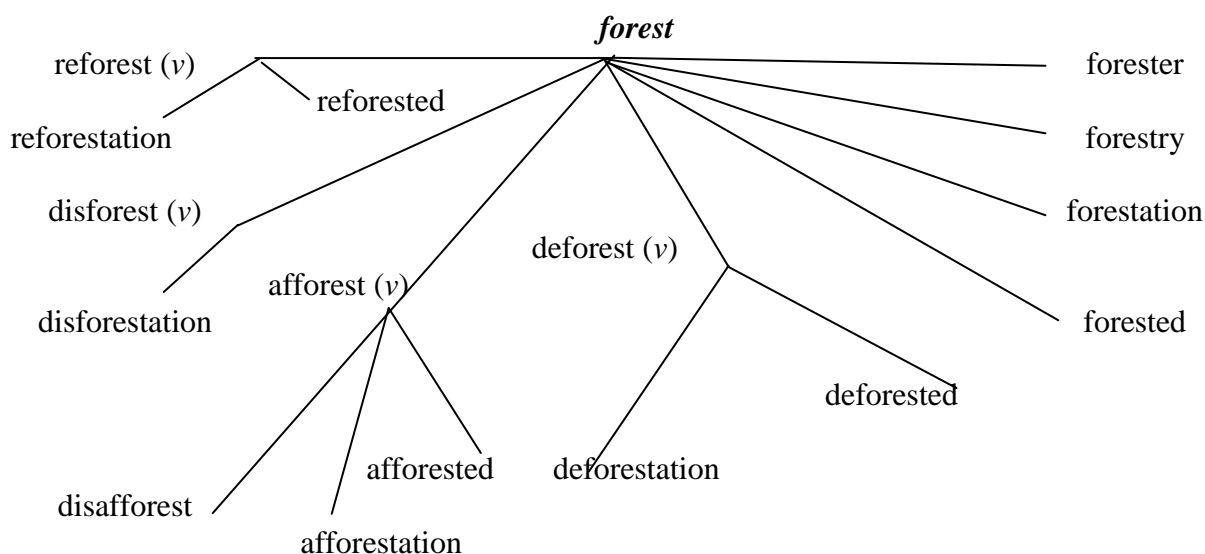 forest
reforest (v)
forester
reforested
reforestation
forestry
disforest (v)
forestation
deforest (v)
afforest (v)
disforestation
forested
deforested
afforested
deforestation
disafforest
afforestation